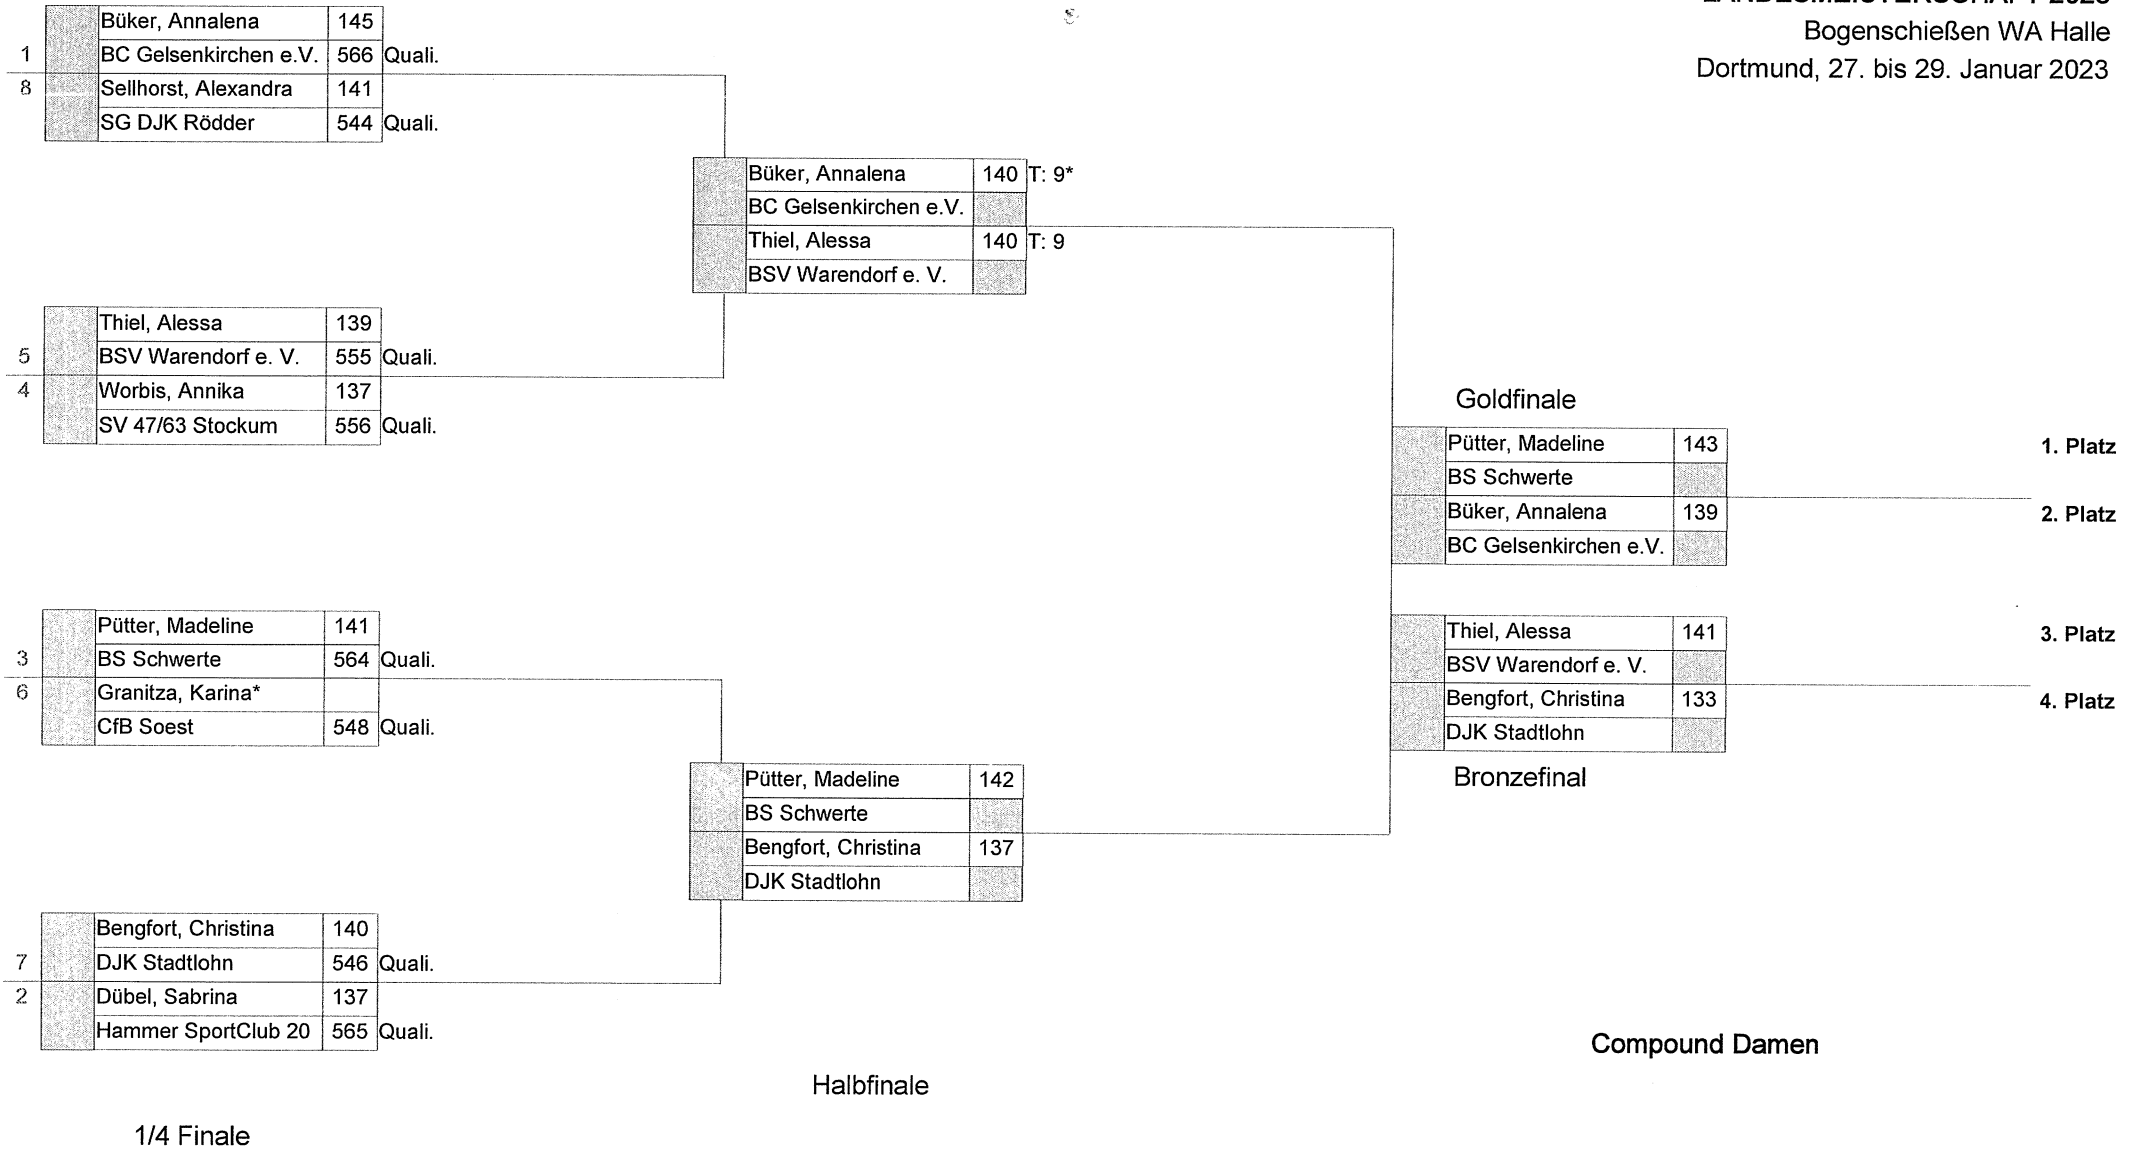 Bogenschießen WA Halle
Dortmund, 27. bis 29. Januar 2023
Büker, Annalena 145
1 BC Gelsenkirchen e.V. 566 Quali.
8 Sellhorst, Alexandra 141
SG DJK Rödder 544 Quali.
Büker, Annalena 140 T: 9*
BC Gelsenkirchen e.V.
Thiel, Alessa 140 T: 9
BSV Warendorf e. V.
Thiel, Alessa 139
5 BSV Warendorf e. V. 555 Quali.
4 Worbis, Annika 137
SV 47/63 Stockum 556 Quali.
Goldfinale
Pütter, Madeline 143 1. Platz
BS Schwerte
Büker, Annalena 139 2. Platz
BC Gelsenkirchen e.V.
Thiel, Alessa 141 3. Platz
BSV Warendorf e. V.
Bengfort, Christina 133 4. Platz
DJK Stadtlohn
Bronzefinal
Pütter, Madeline 141
3 BS Schwerte 564 Quali.
6 Granitza, Karina*
CfB Soest 548 Quali.
Pütter, Madeline 142
BS Schwerte
Bengfort, Christina 137
DJK Stadtlohn
Bengfort, Christina 140
7 DJK Stadtlohn 546 Quali.
2 Dübel, Sabrina 137
Hammer SportClub 20 565 Quali.
Compound Damen
Halbfinale
1/4 Finale